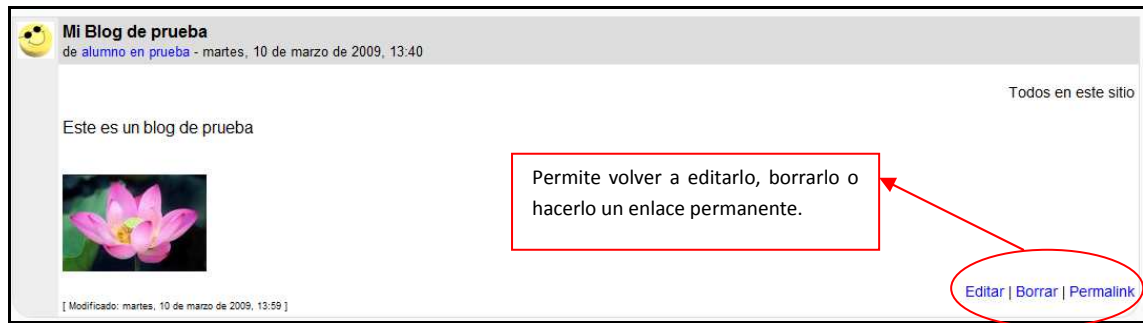 Mi Blog de prueba
de alumno en prueba - martes, 10 de marzo de 2009, 13:40
Todos en este sitio
Este es un blog de prueba
Permite volver a editarlo, borrarlo o
hacerlo un enlace permanente.
Editar | Borrar | Permalink
[ Modificado: martes, 10 de marzo de 2009, 13:59 ]